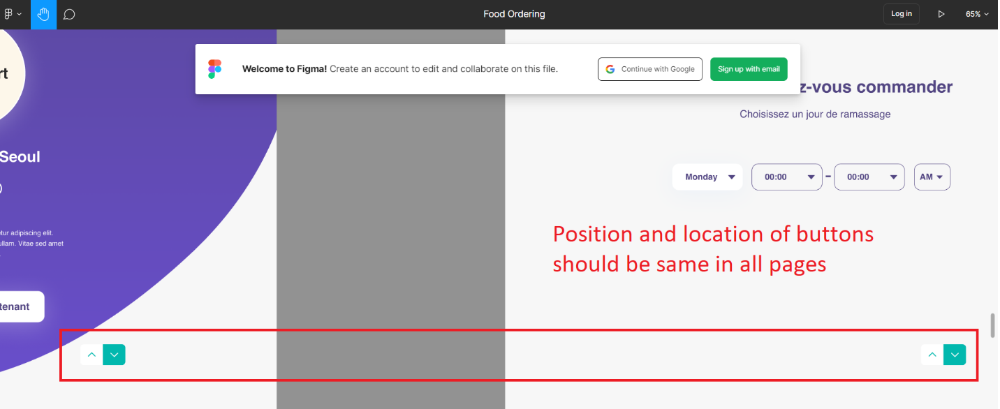 Food Ordering
Log in
65%
Welcome to Figma! Create an account to edit and collaborate on this file.
Continue with Google
Sign up with email
rt
z-vous commander
Choisissez un jour de ramassage
Seoul
Monday
00:00
–
00:00
AM
tur adipiscing elit.
ullam. Vitae sed amet
Position and location of buttons
should be same in all pages
tenant